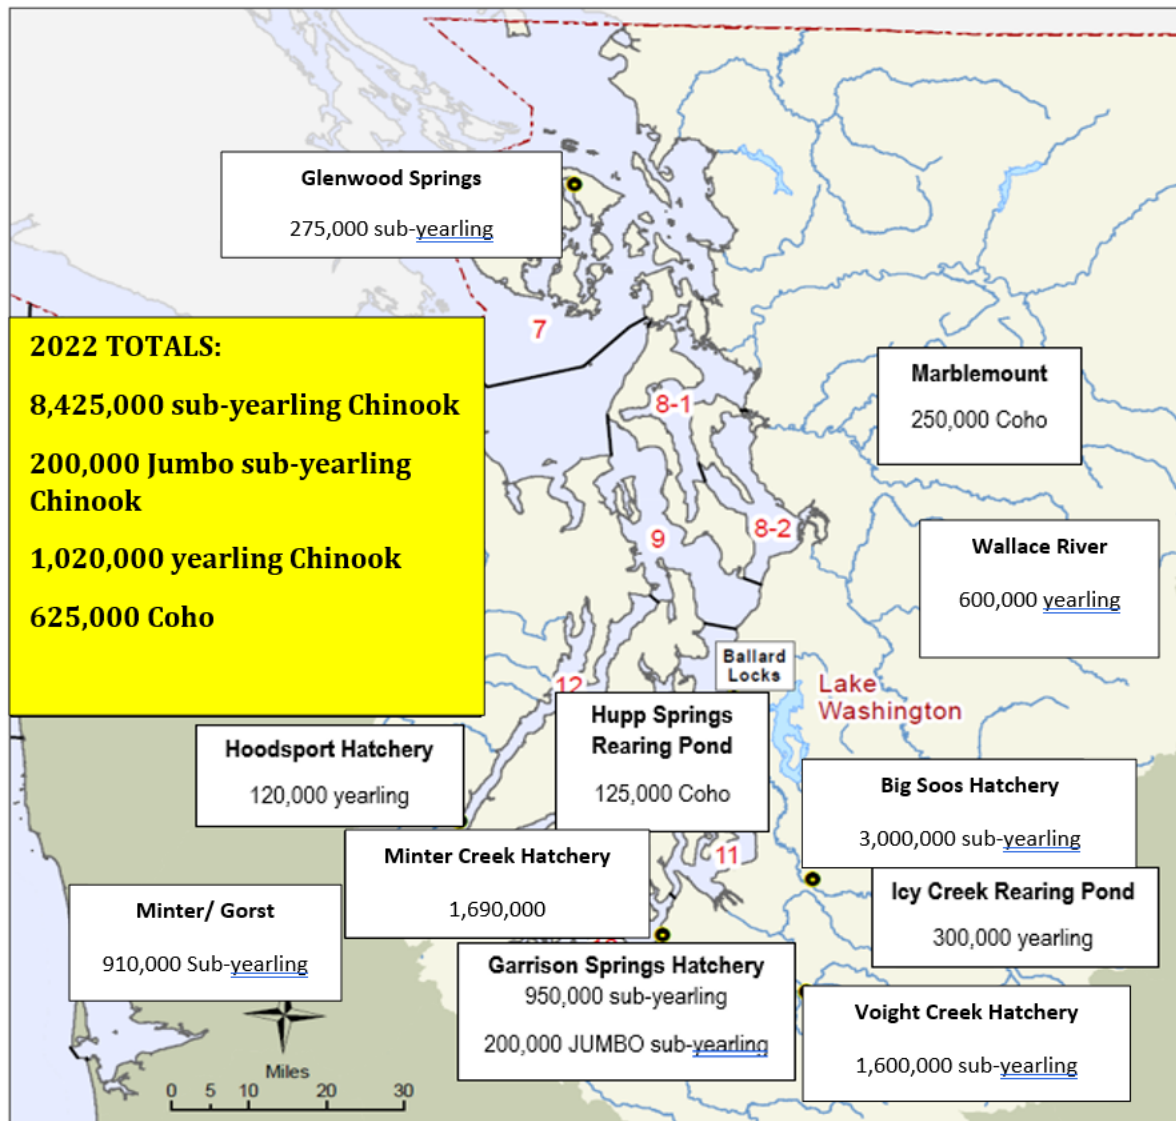 Glenwood Springs
275,000 sub-yearling
7
2022 TOTALS:
8,425,000 sub-yearling Chinook
200,000 Jumbo sub-yearling
Chinook
1,020,000 yearling Chinook
625,000 Coho
Marblemount
250,000 Coho
8-1
8-2
9
Wallace River
600,000 yearling
Ballard
Locks
12
Lake
Washington
Hupp Springs
Rearing Pond
125,000 Coho
Hoodsport Hatchery
120,000 yearling
Big Soos Hatchery
3,000,000 sub-yearling
Minter Creek Hatchery
1,690,000
11
Icy Creek Rearing Pond
300,000 yearling
Minter/ Gorst
910,000 Sub-yearling
Garrison Springs Hatchery
950,000 sub-yearling
200,000 JUMBO sub-yearling
Voight Creek Hatchery
1,600,000 sub-yearling
Miles
0 5 10 20 30